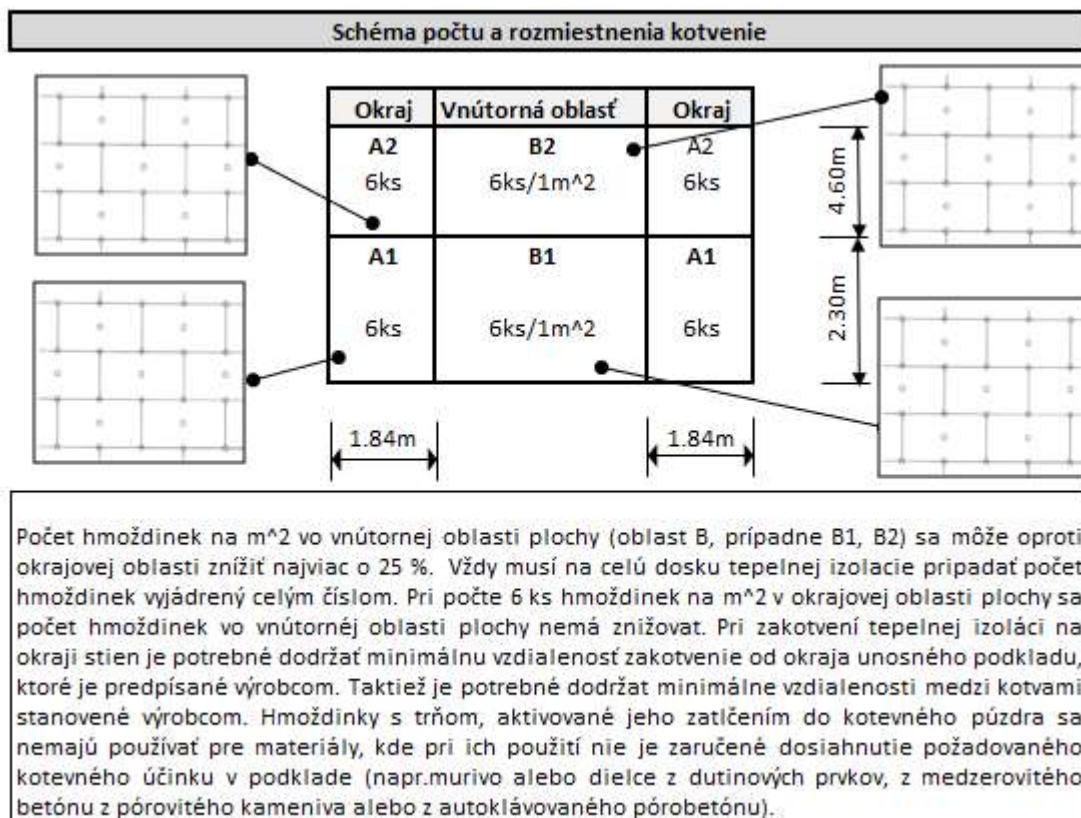 Schéma počtu a rozmiestnenia kotvenie
Okraj Vnútorná oblasť Okraj
A2 B2 A2
6ks 6ks/1m^2 6ks
4.60m
A1 B1 A1
6ks 6ks/1m^2 6ks
2.30m
1.84m 1.84m
Počet hmoždinek na m^2 vo vnútornej oblasti plochy (oblast B, prípadne B1, B2) sa môže oproti
okrajovej oblasti znížiť najviac o 25 %. Vždy musí na celú dosku tepelnej izolacie pripadať počet
hmoždinek vyjádrený celým číslom. Pri počte 6 ks hmoždinek na m^2 v okrajovej oblasti plochy sa
počet hmoždinek vo vnútornéj oblasti plochy nemá znižovat. Pri zakotvení tepelnej izoláci na
okraji stien je potrebné dodržať minimálnu vzdialenosť zakotvenie od okraja unosného podkladu,
ktoré je predpísané výrobcom. Taktiež je potrebné dodržat minimálne vzdialenosti medzi kotvami
stanovené výrobcom. Hmoždinky s tŕňom, aktivované jeho zatlčením do kotevného púzdra sa
nemajú používať pre materiály, kde pri ich použití nie je zaručené dosiahnutie požadovaného
kotevného účinku v podklade (napr.murivo alebo dielce z dutinových prvkov, z medzerovitého
betónu z pórovitého kameniva alebo z autoklávovaného pórobetónu).